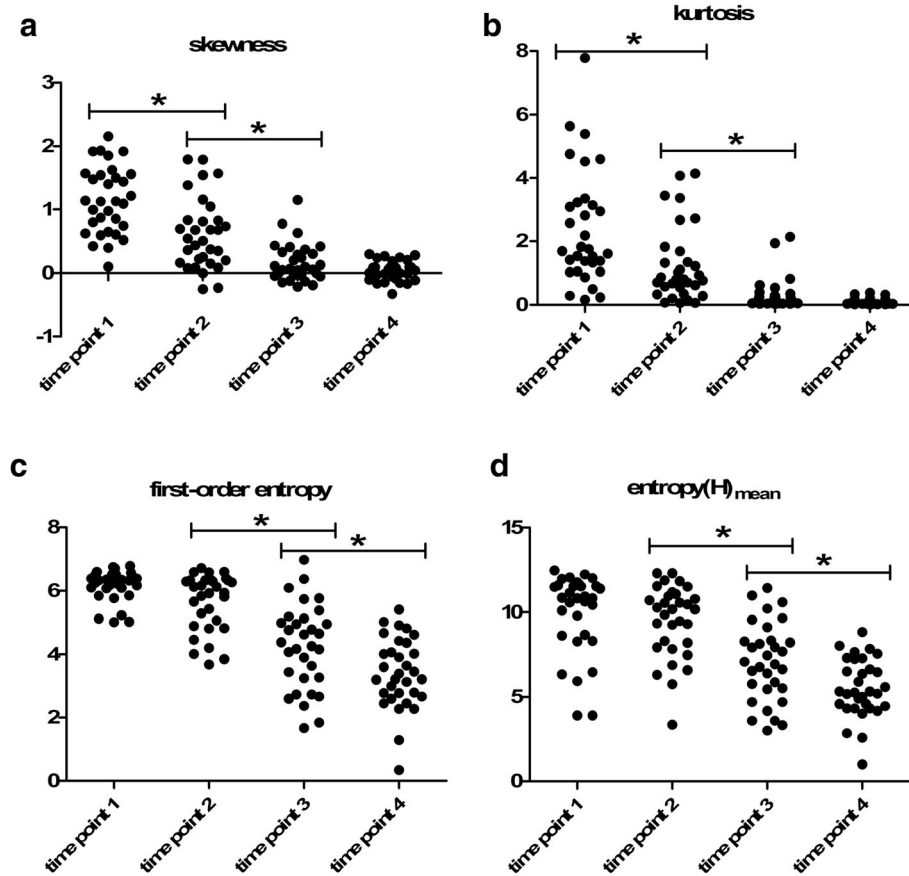 a
skewness
3
2
1
0
-1
*
*
time point 1
time point 2
time point 3
time point 4
b
kurtosis
8
6
4
2
0
*
*
time point 1
time point 2
time point 3
time point 4
c
first-order entropy
8
6
4
2
0
*
*
time point 1
time point 2
time point 3
time point 4
d
entropy(H)mean
15
10
5
0
*
*
time point 1
time point 2
time point 3
time point 4